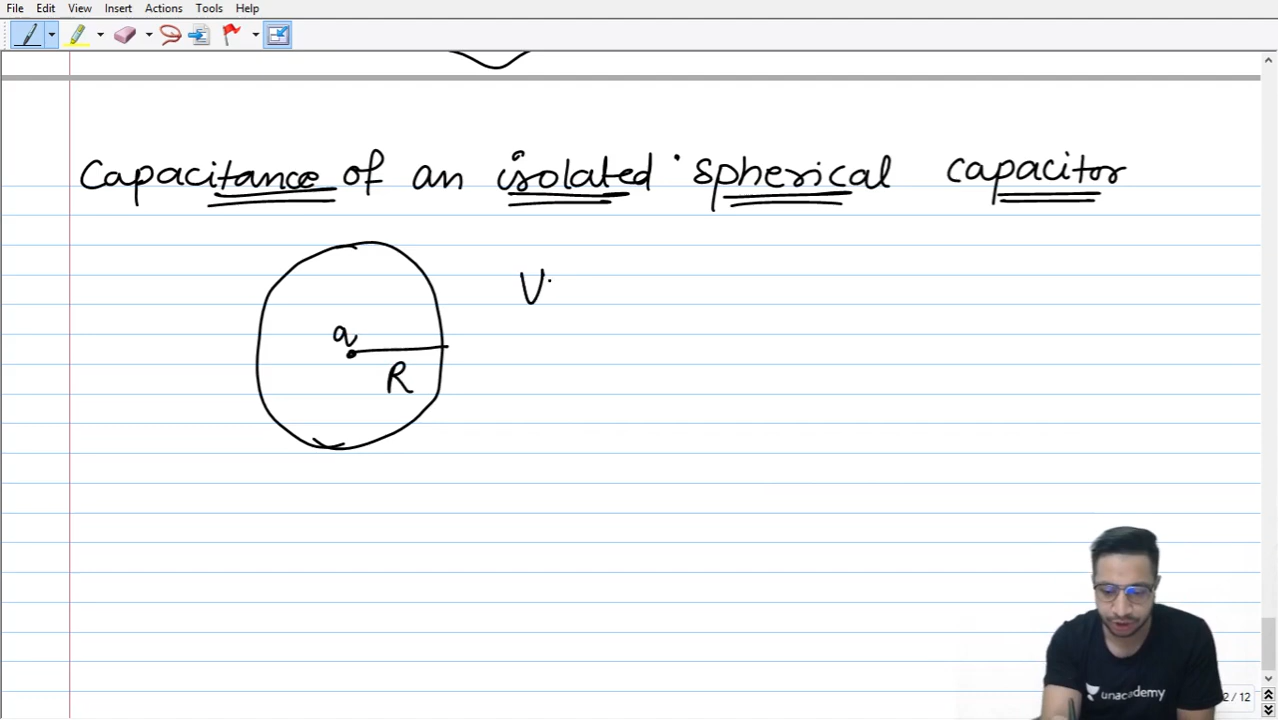 File Edit View Insert Actions Tools Help
Capacitance of an isolated spherical capacitor
V
q
R
unacademy
2 / 12